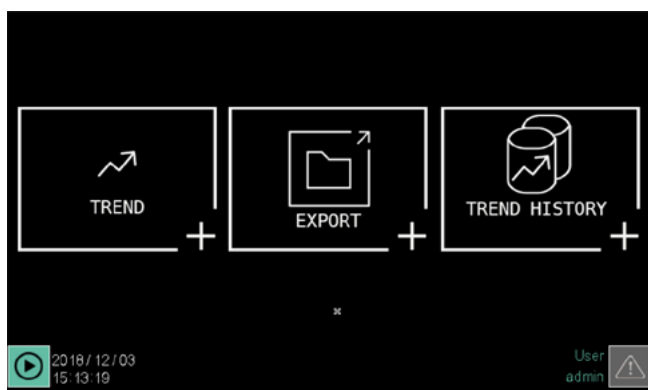 TREND
EXPORT
TREND HISTORY
2018/12/03
15:13:19
User
admin